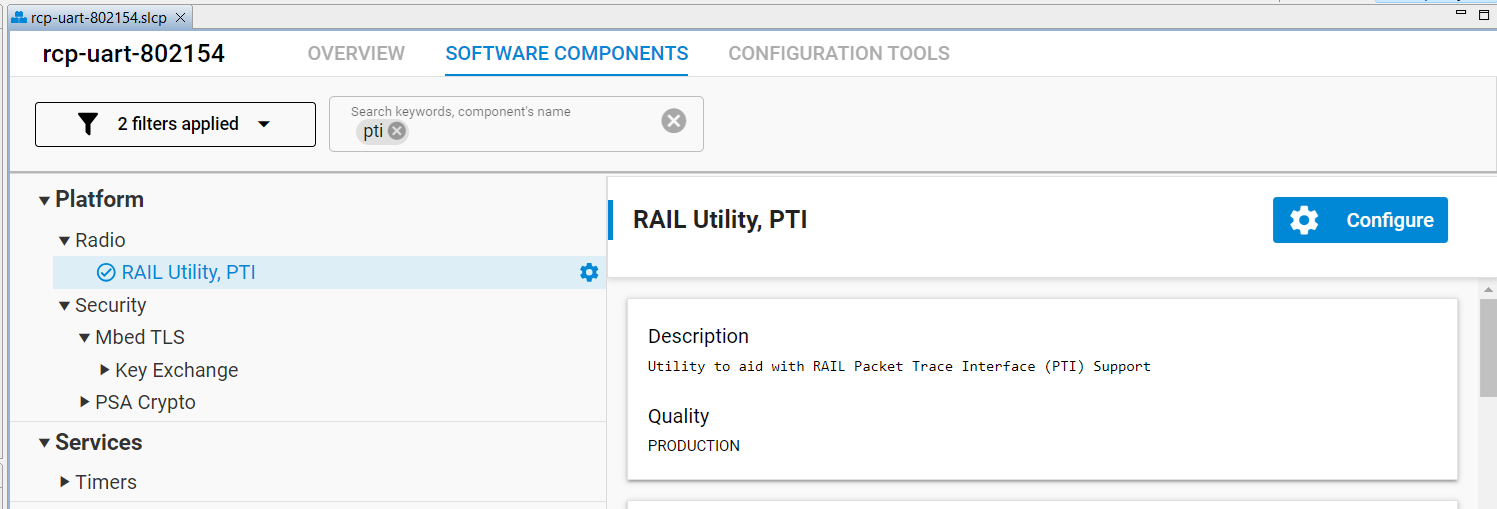 rcp-uart-802154.slcp
rcp-uart-802154
OVERVIEW
SOFTWARE COMPONENTS
CONFIGURATION TOOLS
2 filters applied
Search keywords, component's name
pti
Platform
Radio
RAIL Utility, PTI
Security
Mbed TLS
Key Exchange
PSA Crypto
Services
Timers
RAIL Utility, PTI
Configure
Description
Utility to aid with RAIL Packet Trace Interface (PTI) Support
Quality
PRODUCTION